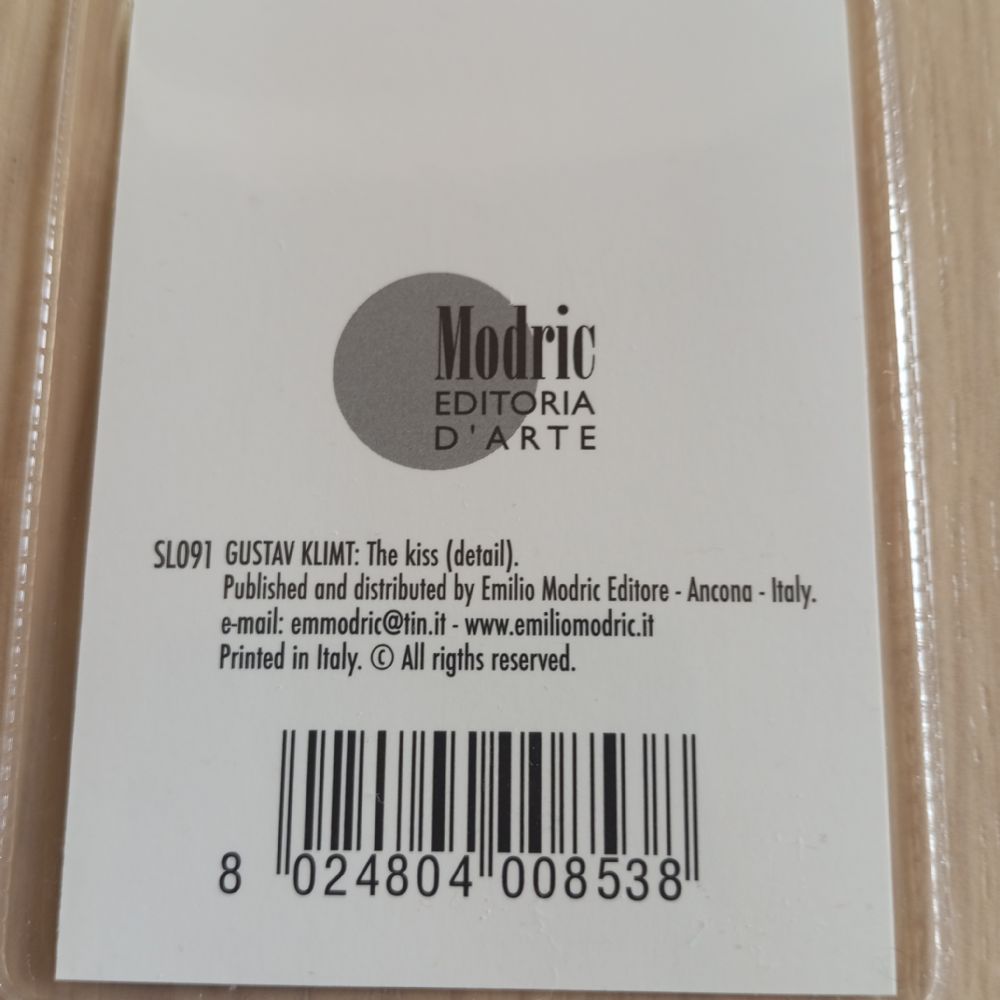 Modric
EDITORIA
D'ARTE
SL091 GUSTAV KLIMT: The kiss (detail).
Published and distributed by Emilio Modric Editore - Ancona - Italy.
e-mail: emmodric@tin.it - www.emiliomodric.it
Printed in Italy. © All rigths reserved.
8 024804 008538